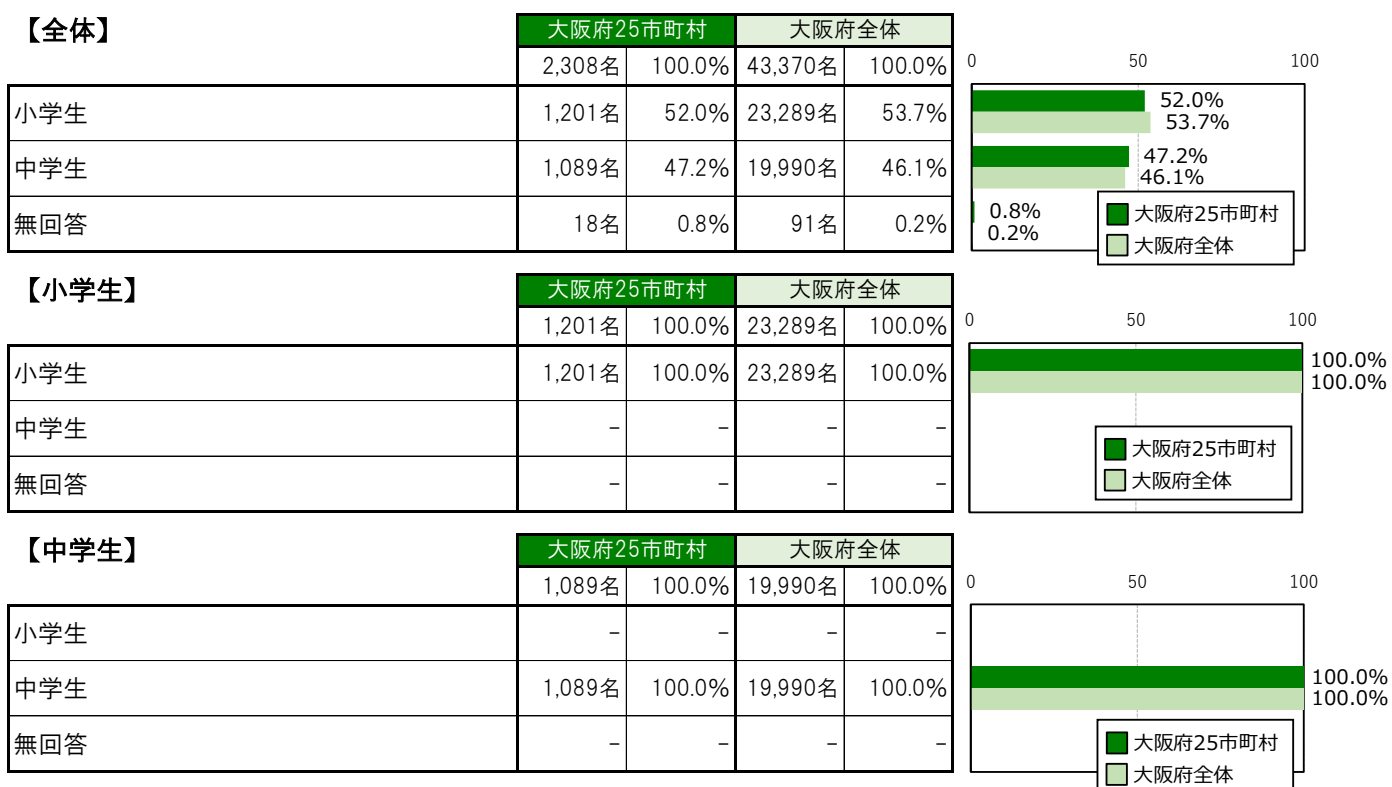 【全体】
大阪府25市町村 大阪府全体
2,308名 100.0% 43,370名 100.0%
小学生 1,201名 52.0% 23,289名 53.7%
中学生 1,089名 47.2% 19,990名 46.1%
無回答 18名 0.8% 91名 0.2%
0 50 100
52.0%
53.7%
47.2%
46.1%
0.8%
0.2%
大阪府25市町村
大阪府全体
【小学生】
大阪府25市町村 大阪府全体
1,201名 100.0% 23,289名 100.0%
小学生 1,201名 100.0% 23,289名 100.0%
中学生 － － － －
無回答 － － － －
0 50 100
100.0%
100.0%
大阪府25市町村
大阪府全体
【中学生】
大阪府25市町村 大阪府全体
1,089名 100.0% 19,990名 100.0%
小学生 － － － －
中学生 1,089名 100.0% 19,990名 100.0%
無回答 － － － －
0 50 100
100.0%
100.0%
大阪府25市町村
大阪府全体